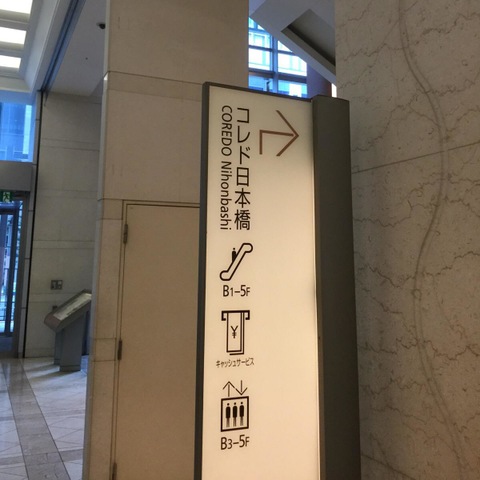 コレド日本橋
COREDO Nihonbashi
B1-5F
¥
キャッシュサービス
B3-5F